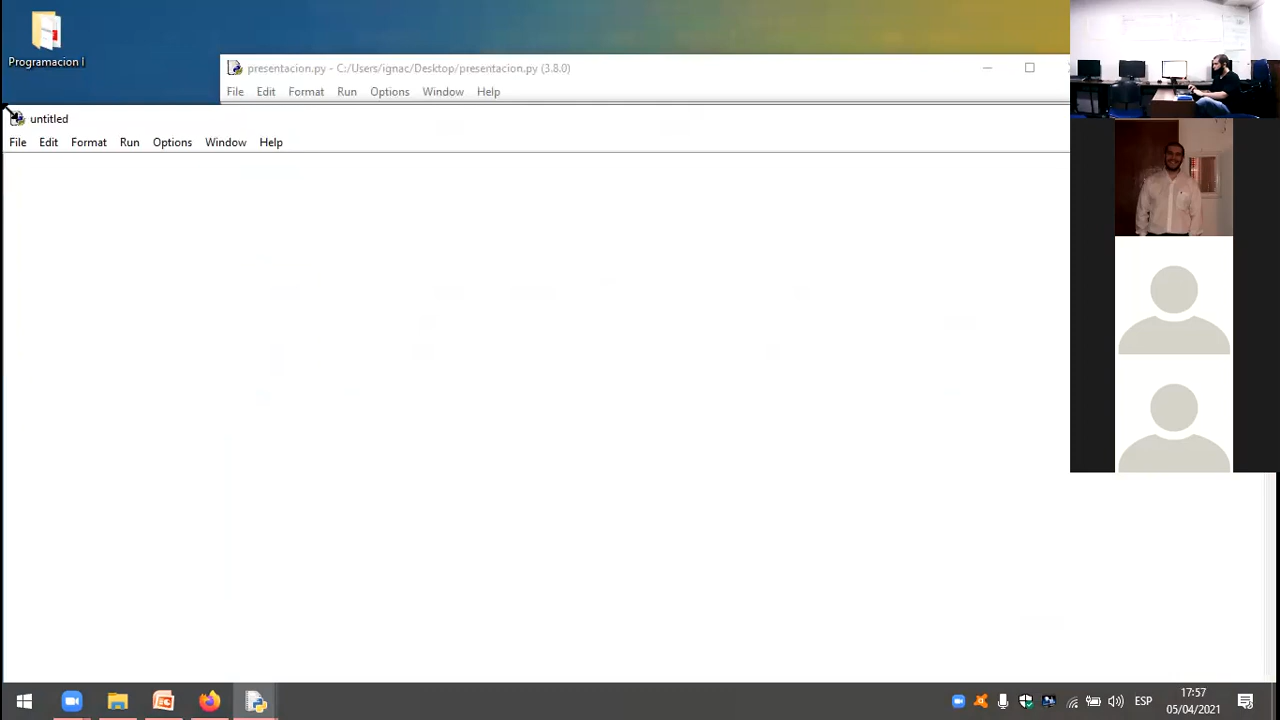 Programacion I
presentacion.py - C:/Users/ignac/Desktop/presentacion.py (3.8.0)
File Edit Format Run Options Window Help
untitled
File Edit Format Run Options Window Help
ESP
17:57
05/04/2021